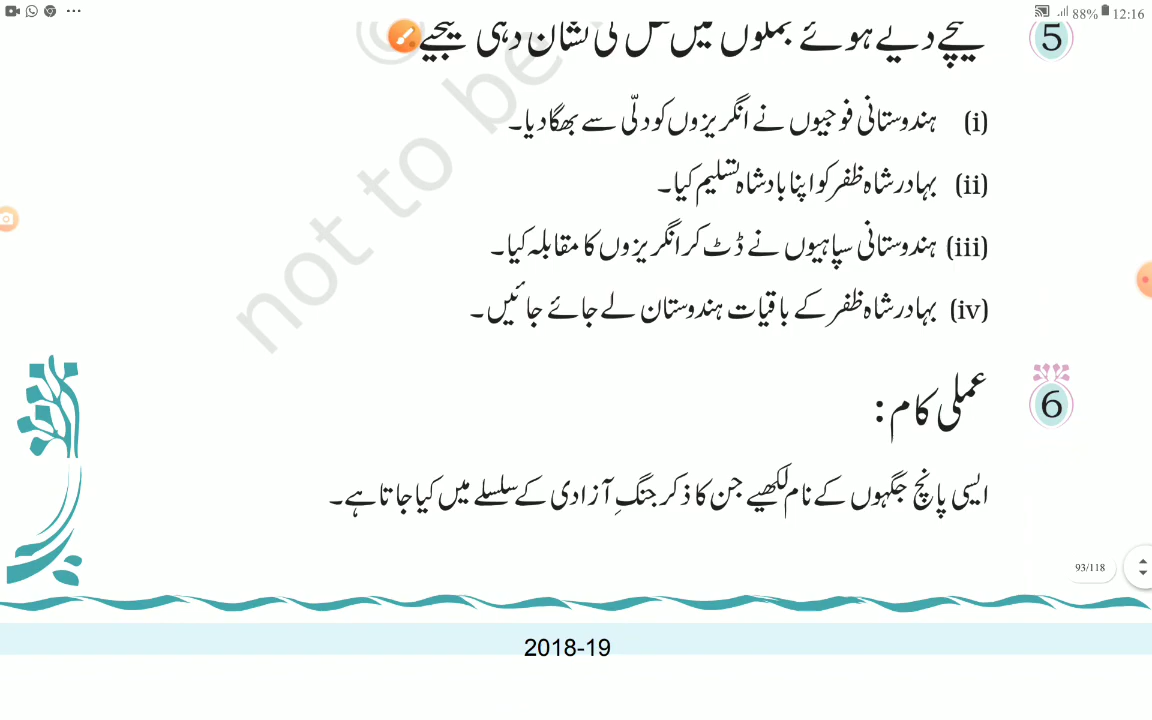 88% 12:16
5 نیچے دیے ہوئے جملوں میں فعل کی نشان دہی کیجیے
(i) ہندوستانی فوجیوں نے انگریزوں کو دلّی سے بھگا دیا۔
(ii) بہادر شاہ ظفر کو اپنا بادشاہ تسلیم کیا۔
(iii) ہندوستانی سپاہیوں نے ڈٹ کر انگریزوں کا مقابلہ کیا۔
(iv) بہادر شاہ ظفر کے باقیات ہندوستان لے جائے جائیں۔
not to be
6 عملی کام :
ایسی پانچ جگہوں کے نام لکھیے جن کا ذکر جنگِ آزادی کے سلسلے میں کیا جاتا ہے۔
93/118
2018-19